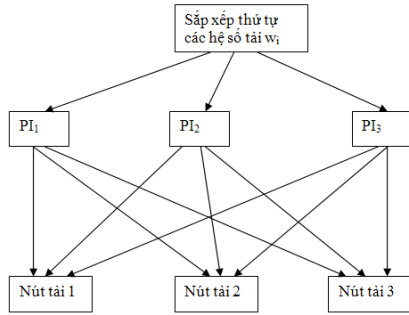 Sắp xếp thứ tự
các hệ số tải wᵢ
PI₁
PI₂
PI₃
Nút tải 1
Nút tải 2
Nút tải 3